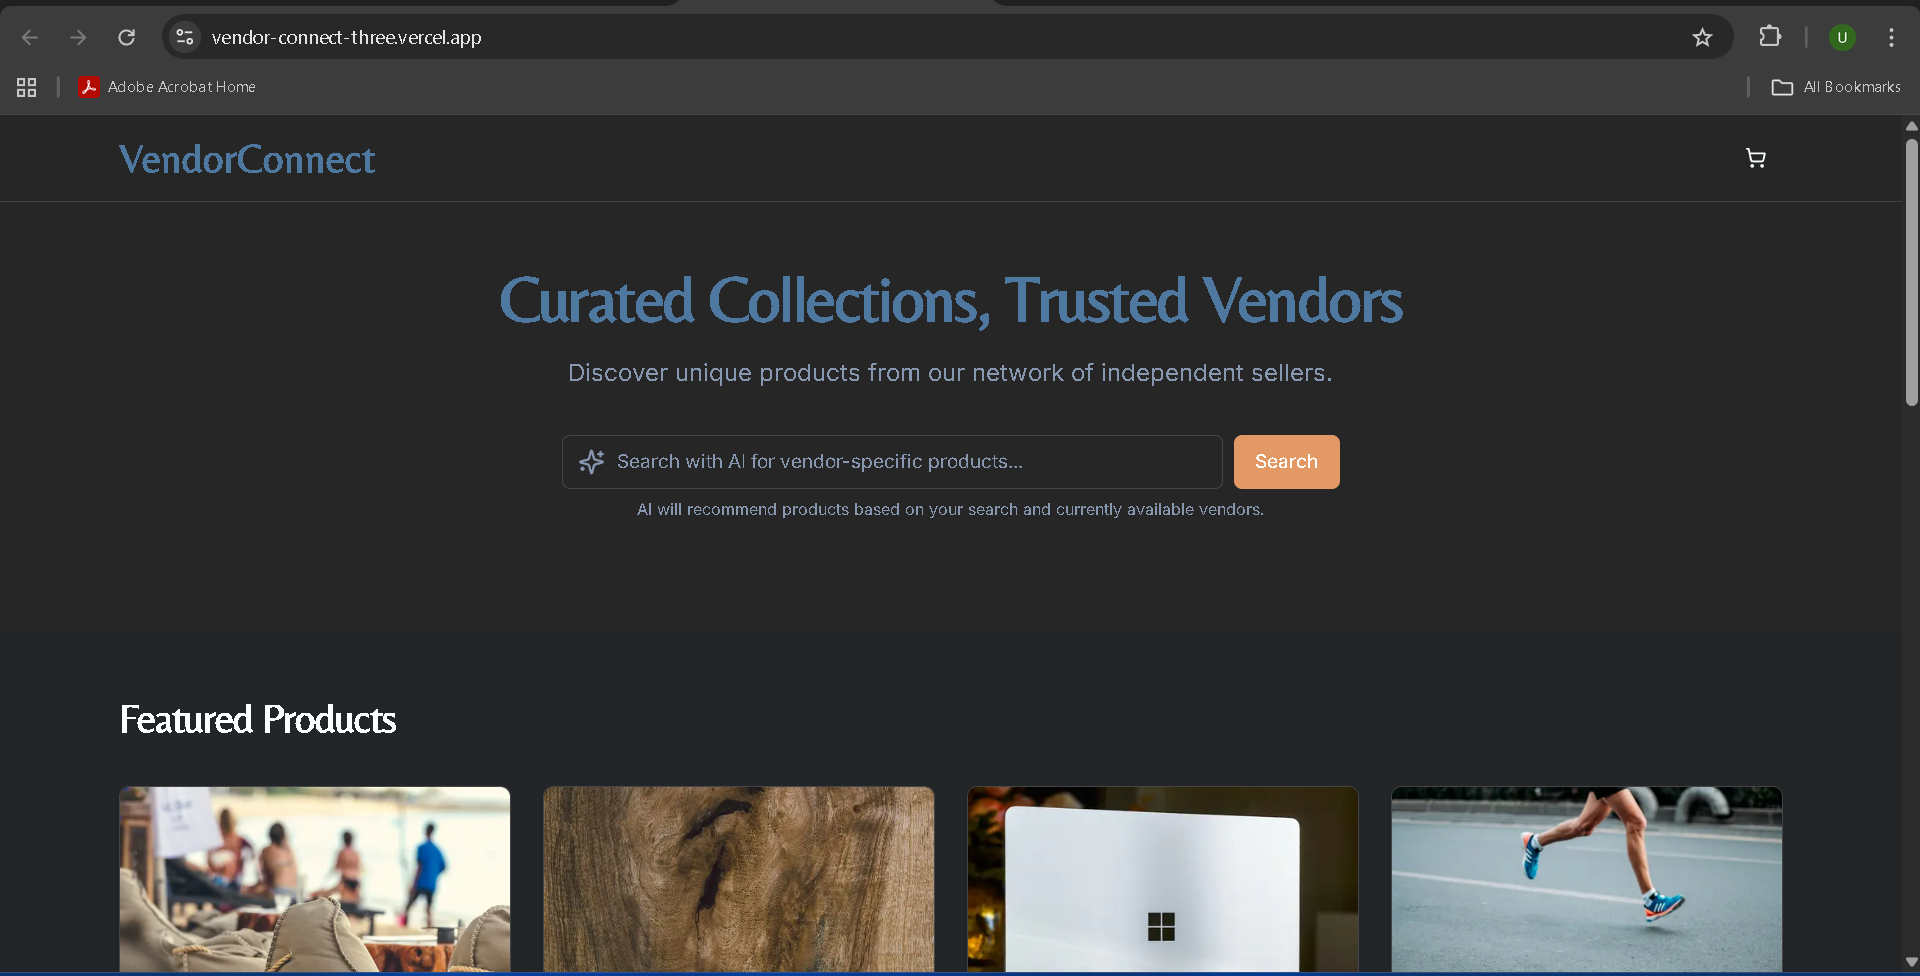 vendor-connect-three.vercel.app
U
Adobe Acrobat Home
All Bookmarks
VendorConnect
Curated Collections, Trusted Vendors
Discover unique products from our network of independent sellers.
Search with AI for vendor-specific products...
Search
AI will recommend products based on your search and currently available vendors.
Featured Products